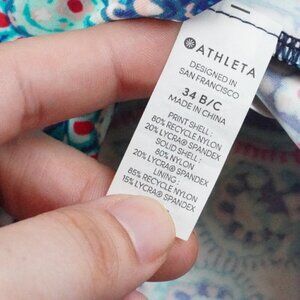 ATHLETA
DESIGNED IN
SAN FRANCISCO
34 B/C
MADE IN CHINA
PRINT SHELL :
80% RECYCLE NYLON
20% LYCRA® SPANDEX
SOLID SHELL :
80% NYLON
20% LYCRA® SPANDEX
LINING :
85% RECYCLE NYLON
15% LYCRA® SPANDEX